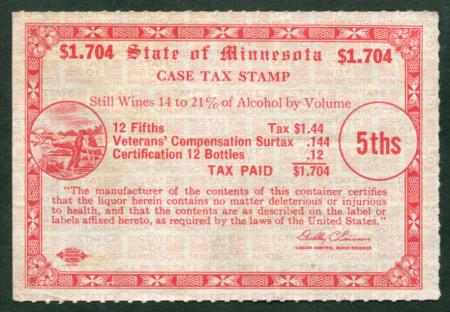 $1.704 State of Minnesota $1.704
CASE TAX STAMP
Still Wines 14 to 21% of Alcohol by Volume
12 Fifths Tax $1.44
Veterans' Compensation Surtax .144
Certification 12 Bottles .12
TAX PAID $1.704
5ths
"The manufacturer of the contents of this container certifies
that the liquor herein contains no matter deleterious or injurious
to health, and that the contents are as described on the label or
labels affixed hereto, as required by the laws of the United States."
LIQUOR CONTROL COMMISSIONER